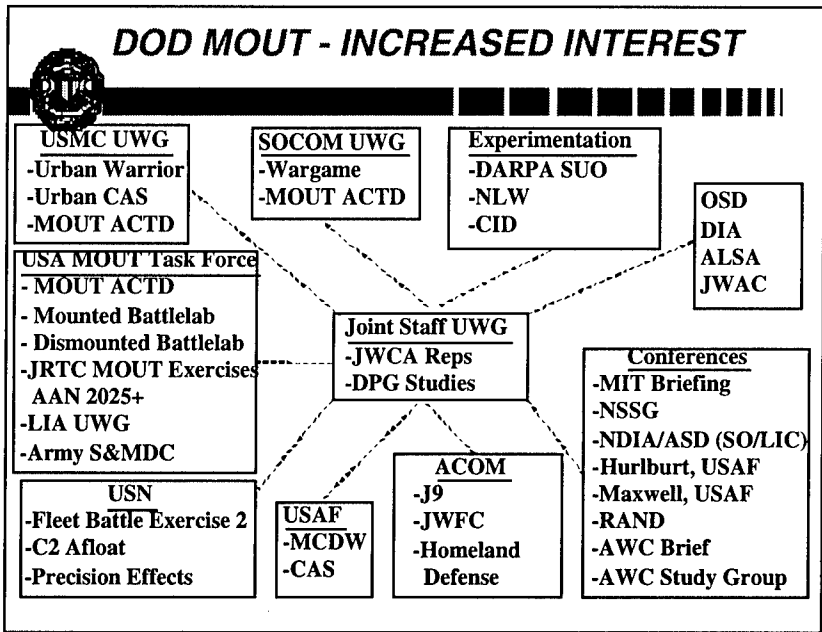 DOD MOUT - INCREASED INTEREST
USMC UWG
-Urban Warrior
-Urban CAS
-MOUT ACTD
SOCOM UWG
-Wargame
-MOUT ACTD
Experimentation
-DARPA SUO
-NLW
-CID
OSD
DIA
ALSA
JWAC
USA MOUT Task Force
- MOUT ACTD
- Mounted Battlelab
- Dismounted Battlelab
-JRTC MOUT Exercises
AAN 2025+
-LIA UWG
-Army S&MDC
Joint Staff UWG
-JWCA Reps
-DPG Studies
Conferences
-MIT Briefing
-NSSG
-NDIA/ASD (SO/LIC)
-Hurlburt, USAF
-Maxwell, USAF
-RAND
-AWC Brief
-AWC Study Group
USN
-Fleet Battle Exercise 2
-C2 Afloat
-Precision Effects
USAF
-MCDW
-CAS
ACOM
-J9
-JWFC
-Homeland
Defense